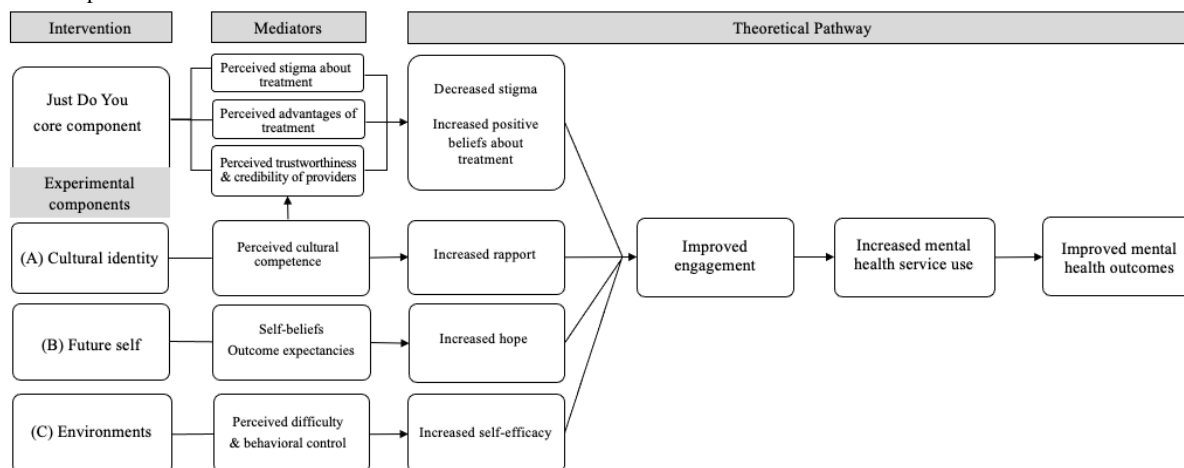 Intervention
Mediators
Theoretical Pathway
Just Do You
core component
Experimental
components
Perceived stigma about
treatment
Perceived advantages of
treatment
Perceived trustworthiness
& credibility of providers
Decreased stigma
Increased positive
beliefs about
treatment
(A) Cultural identity
Perceived cultural
competence
Increased rapport
Improved
engagement
Increased mental
health service use
Improved mental
health outcomes
(B) Future self
Self-beliefs
Outcome expectancies
Increased hope
(C) Environments
Perceived difficulty
& behavioral control
Increased self-efficacy